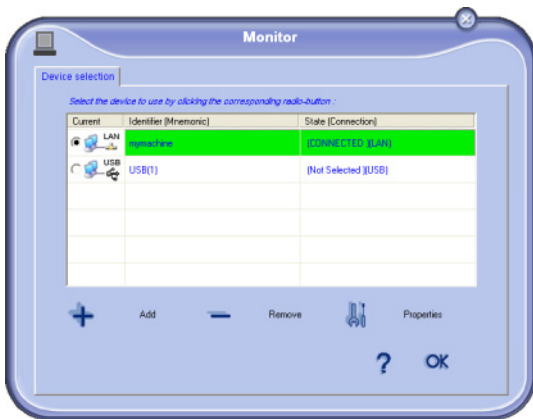 Monitor
Device selection
Select the device to use by clicking the corresponding radio-button :
Current Identifier (Mnemonic) State (Connection)
LAN mymachine (CONNECTED )(LAN)
USB USB(1) (Not Selected )(USB)
Add Remove Properties
? OK